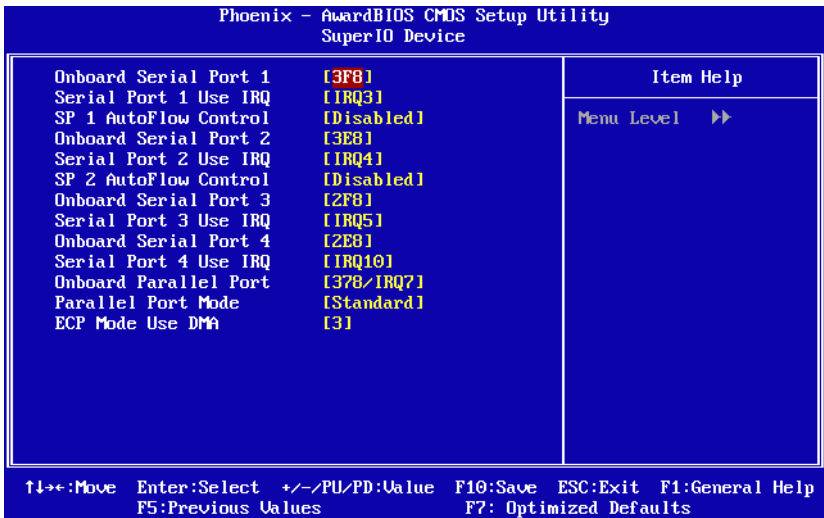 Phoenix - AwardBIOS CMOS Setup Utility
SuperIO Device
Onboard Serial Port 1 [3F8]
Serial Port 1 Use IRQ [IRQ3]
SP 1 AutoFlow Control [Disabled]
Onboard Serial Port 2 [3E8]
Serial Port 2 Use IRQ [IRQ4]
SP 2 AutoFlow Control [Disabled]
Onboard Serial Port 3 [2F8]
Serial Port 3 Use IRQ [IRQ5]
Onboard Serial Port 4 [2E8]
Serial Port 4 Use IRQ [IRQ10]
Onboard Parallel Port [378/IRQ7]
Parallel Port Mode [Standard]
ECP Mode Use DMA [3]
Item Help
Menu Level ▶▶
↑↓→←:Move Enter:Select +/-/PU/PD:Value F10:Save ESC:Exit F1:General Help
F5:Previous Values F7: Optimized Defaults